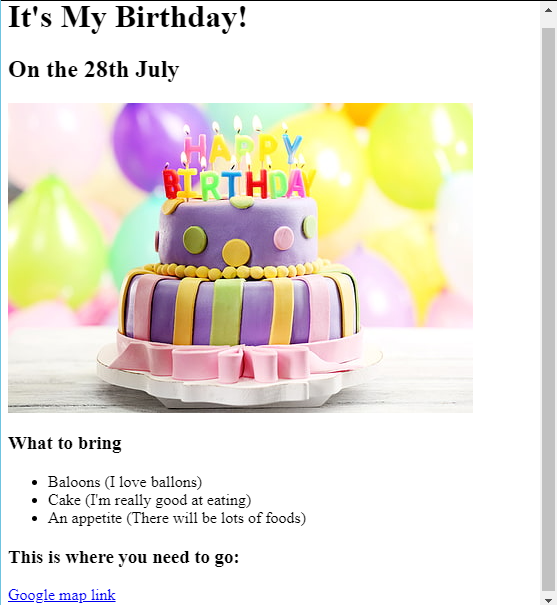 It's My Birthday!
On the 28th July
HAPPY
BIRTHDAY
What to bring
Baloons (I love ballons)
Cake (I'm really good at eating)
An appetite (There will be lots of foods)
This is where you need to go:
Google map link